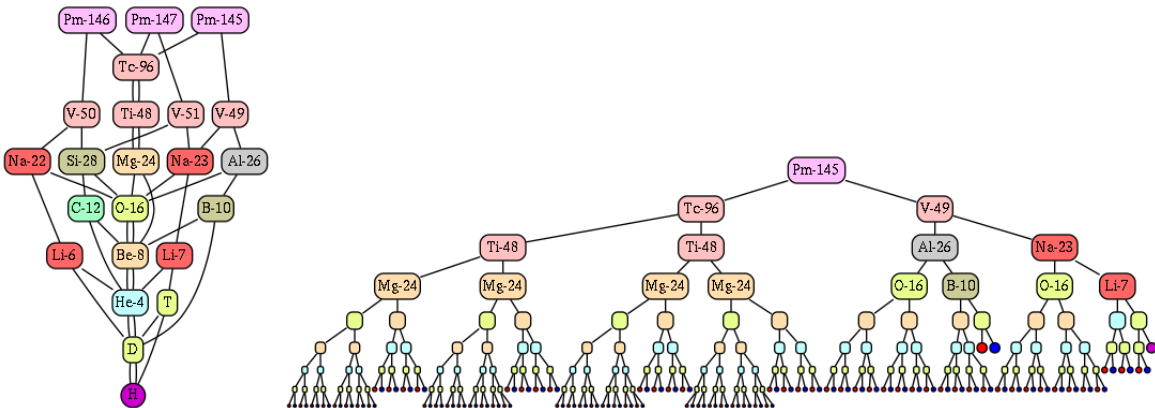 Pm-146 Pm-147 Pm-145
Tc-96
V-50 Ti-48 V-51 V-49
Na-22 Si-28 Mg-24 Na-23 Al-26
Pm-145
C-12 O-16 B-10
Tc-96 V-49
Li-6 Be-8 Li-7
Ti-48 Ti-48 Al-26 Na-23
He-4 T
Mg-24 Mg-24 Mg-24 Mg-24 O-16 B-10 O-16 Li-7
D
H